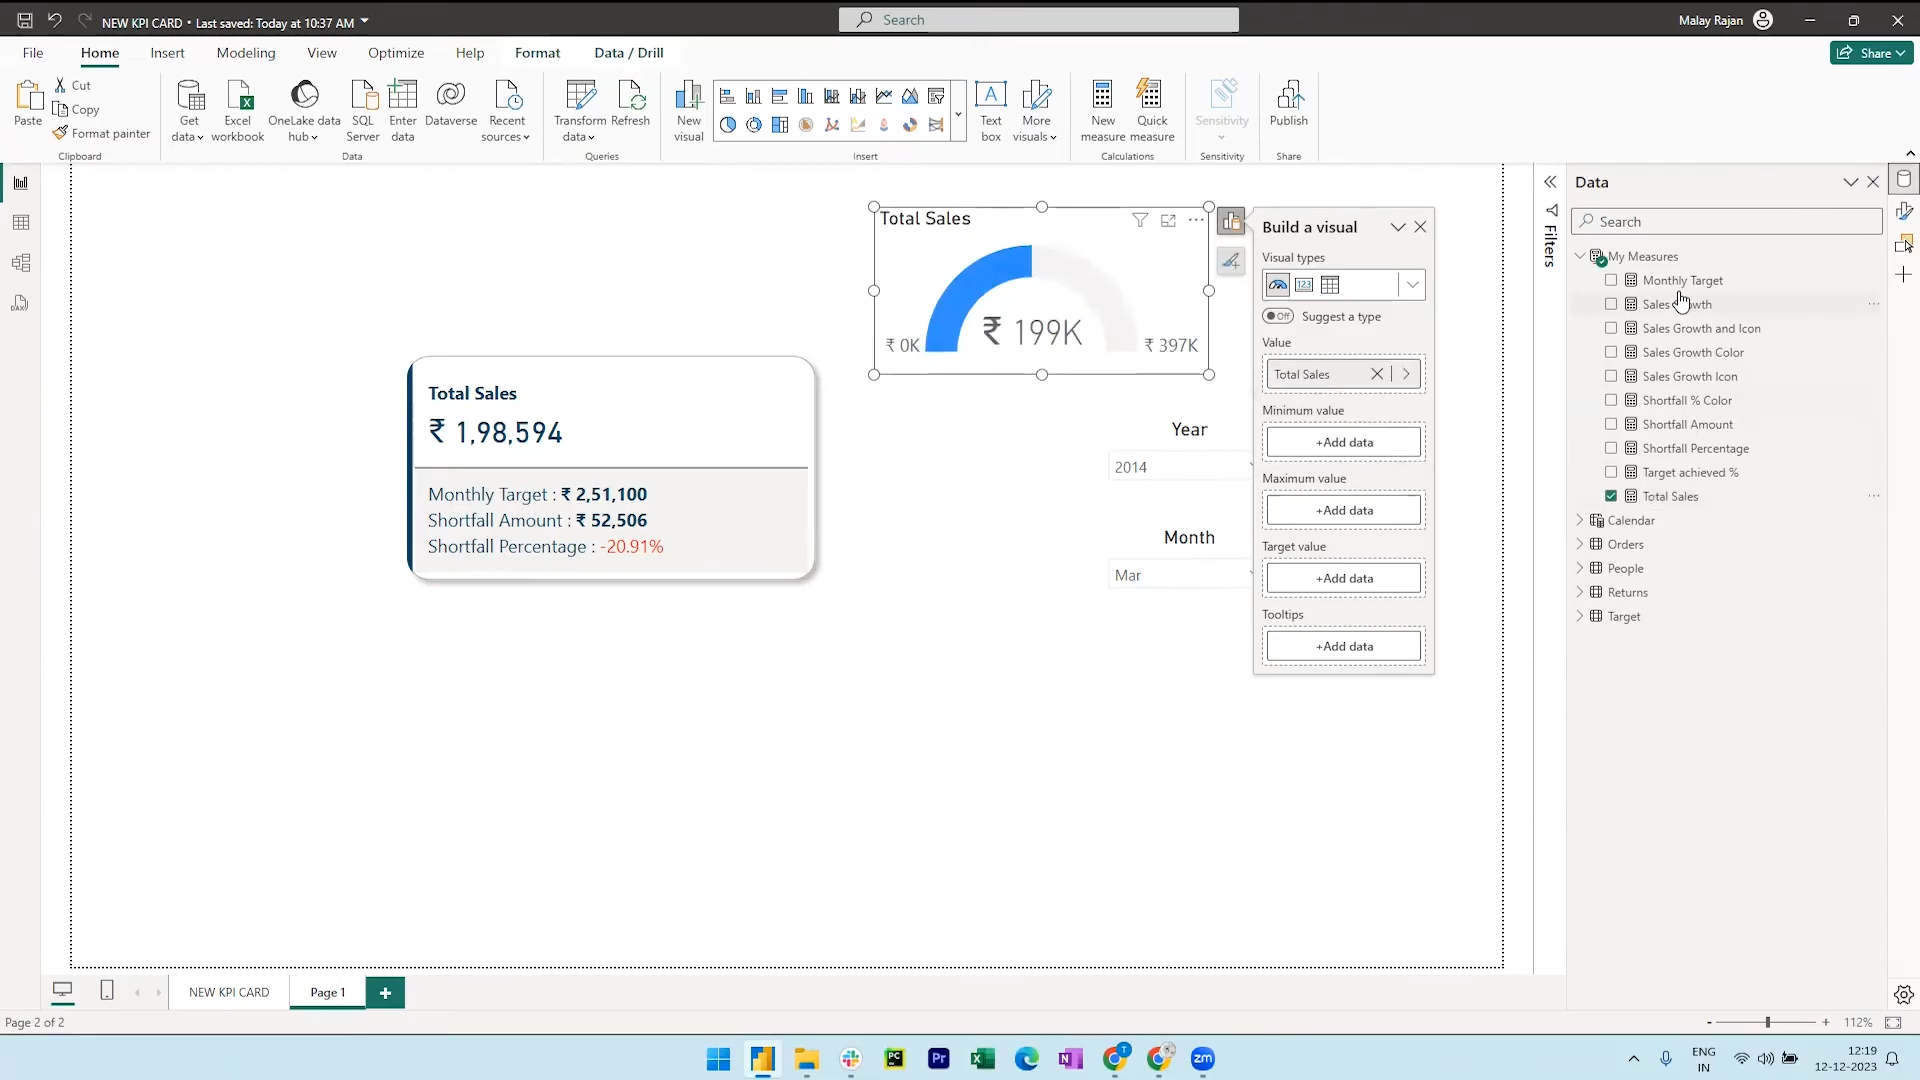 NEW KPI CARD • Last saved: Today at 10:37 AM
Search
Malay Rajan
File
Home
Insert
Modeling
View
Optimize
Help
Format
Data / Drill
Share
Paste
Cut
Copy
Format painter
Clipboard
Get data
Excel workbook
OneLake data hub
SQL Server
Enter data
Dataverse
Recent sources
Data
Transform data
Refresh
Queries
New visual
Text box
More visuals
Insert
New measure
Quick measure
Calculations
Sensitivity
Sensitivity
Publish
Share
Total Sales
₹ 199K
₹ 0K
₹ 397K
Total Sales
₹ 1,98,594
Monthly Target : ₹ 2,51,100
Shortfall Amount : ₹ 52,506
Shortfall Percentage : -20.91%
Year
2014
Month
Mar
Build a visual
Visual types
123
Off
Suggest a type
Value
Total Sales
Minimum value
+Add data
Maximum value
+Add data
Target value
+Add data
Tooltips
+Add data
Filters
Data
Search
My Measures
Monthly Target
Sales Growth and Icon
Sales Growth Color
Sales Growth Icon
Shortfall % Color
Shortfall Amount
Shortfall Percentage
Target achieved %
Total Sales
Calendar
Orders
People
Returns
Target
NEW KPI CARD
Page 1
Page 2 of 2
- + 112%
PC
Pr
zm
ENG
IN
12:19
12-12-2023